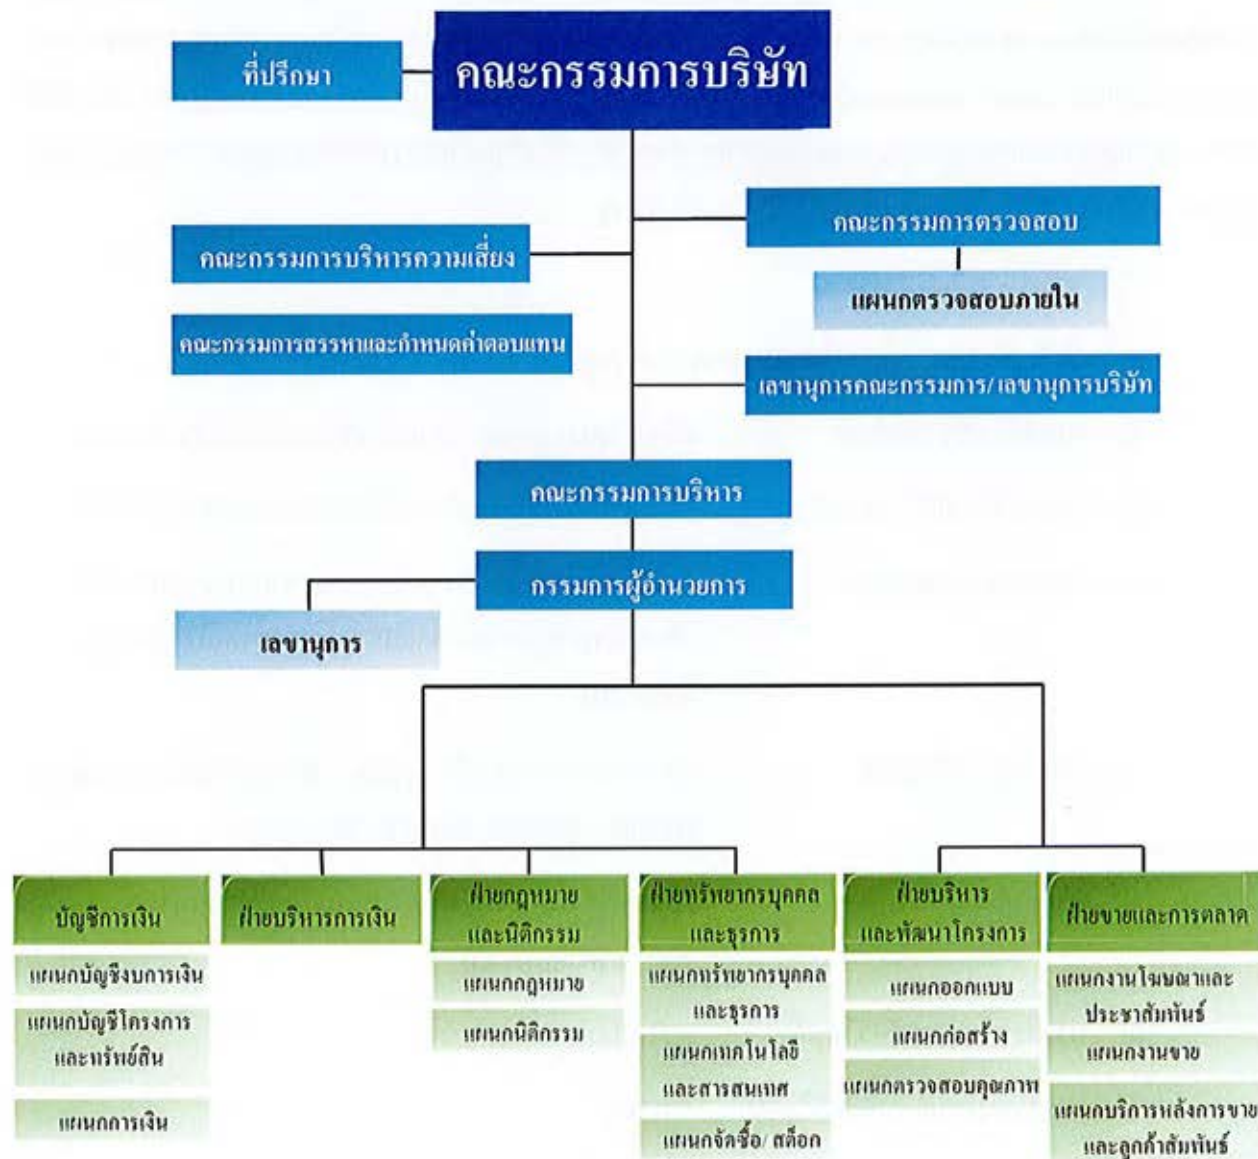 คณะกรรมการบริษัท
ที่ปรึกษา
คณะกรรมการตรวจสอบ
คณะกรรมการบริหารความเสี่ยง
แผนกตรวจสอบภายใน
คณะกรรมการสรรหาและกำหนดค่าตอบแทน
เลขานุการคณะกรรมการ/เลขานุการบริษัท
คณะกรรมการบริหาร
กรรมการผู้อำนวยการ
เลขานุการ
บัญชีการเงิน
แผนกบัญชีงบการเงิน
แผนกบัญชีโครงการ
และทรัพย์สิน
แผนกการเงิน
ฝ่ายบริหารการเงิน
ฝ่ายกฎหมาย
และนิติกรรม
แผนกกฎหมาย
แผนกนิติกรรม
ฝ่ายทรัพยากรบุคคล
และธุรการ
แผนกทรัพยากรบุคคล
และธุรการ
แผนกเทคโนโลยี
และสารสนเทศ
แผนกจัดซื้อ/ สต็อก
ฝ่ายบริหาร
และพัฒนาโครงการ
แผนกออกแบบ
แผนกก่อสร้าง
แผนกตรวจสอบคุณภาพ
ฝ่ายขายและการตลาด
แผนกงานโฆษณาและ
ประชาสัมพันธ์
แผนกงานขาย
แผนกบริการหลังการขาย
และลูกค้าสัมพันธ์